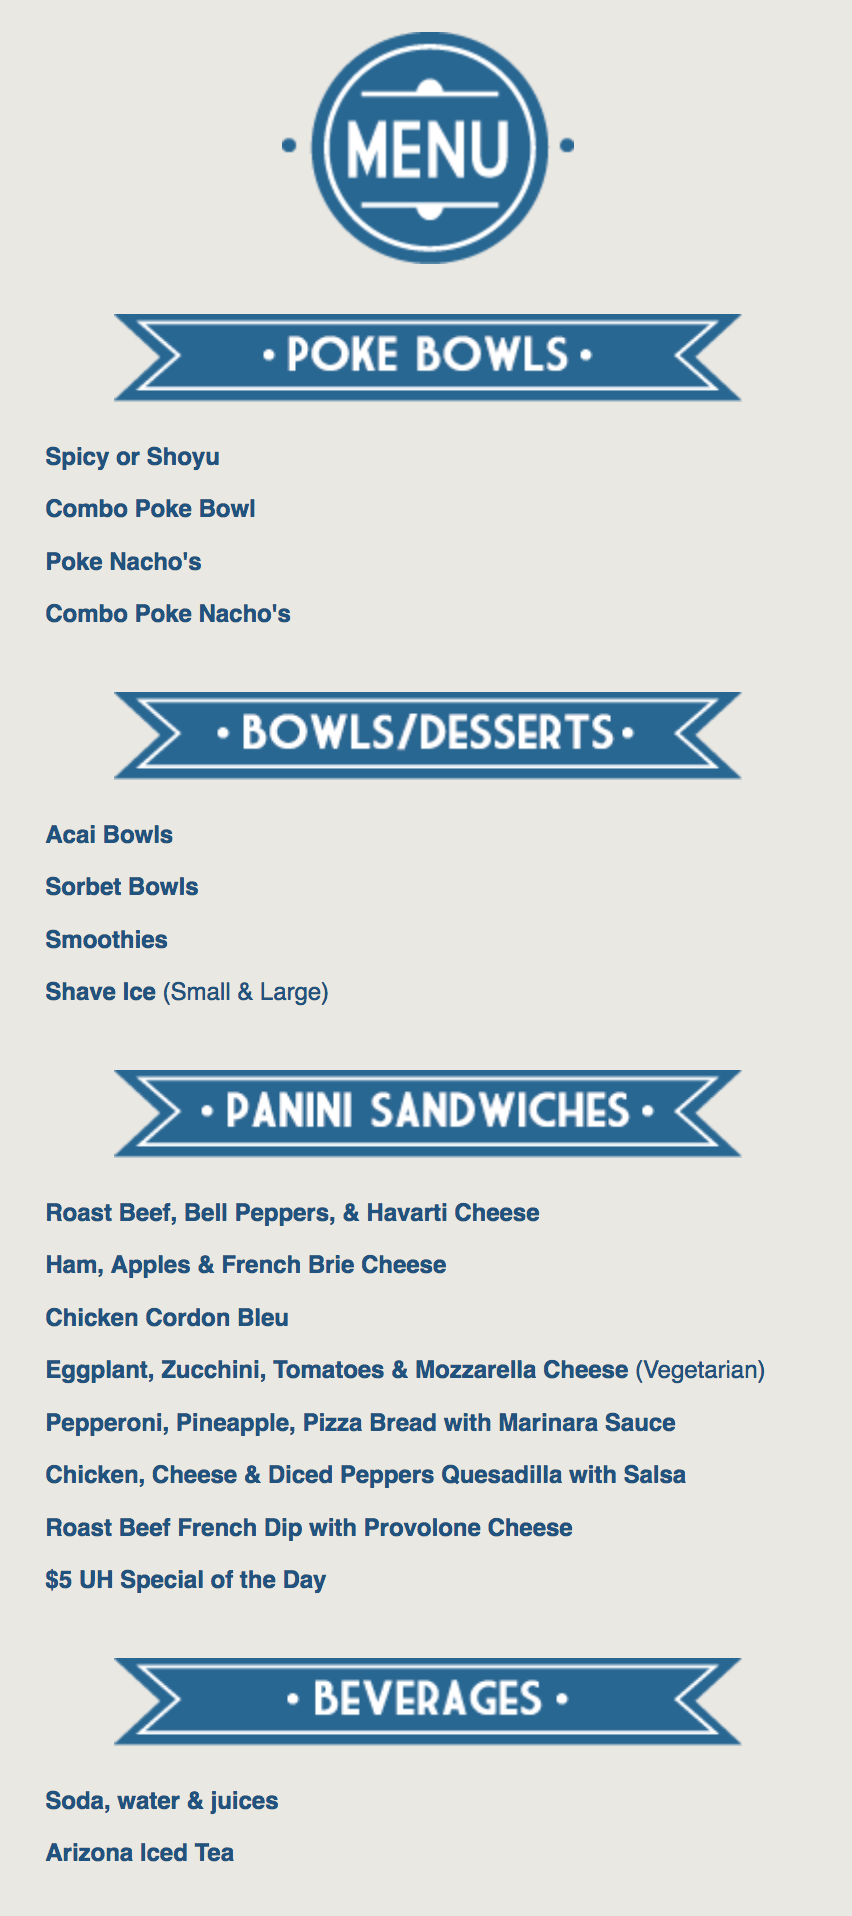 MENU
• POKE BOWLS •
Spicy or Shoyu
Combo Poke Bowl
Poke Nacho's
Combo Poke Nacho's
• BOWLS/DESSERTS •
Acai Bowls
Sorbet Bowls
Smoothies
Shave Ice (Small & Large)
• PANINI SANDWICHES •
Roast Beef, Bell Peppers, & Havarti Cheese
Ham, Apples & French Brie Cheese
Chicken Cordon Bleu
Eggplant, Zucchini, Tomatoes & Mozzarella Cheese (Vegetarian)
Pepperoni, Pineapple, Pizza Bread with Marinara Sauce
Chicken, Cheese & Diced Peppers Quesadilla with Salsa
Roast Beef French Dip with Provolone Cheese
$5 UH Special of the Day
• BEVERAGES •
Soda, water & juices
Arizona Iced Tea